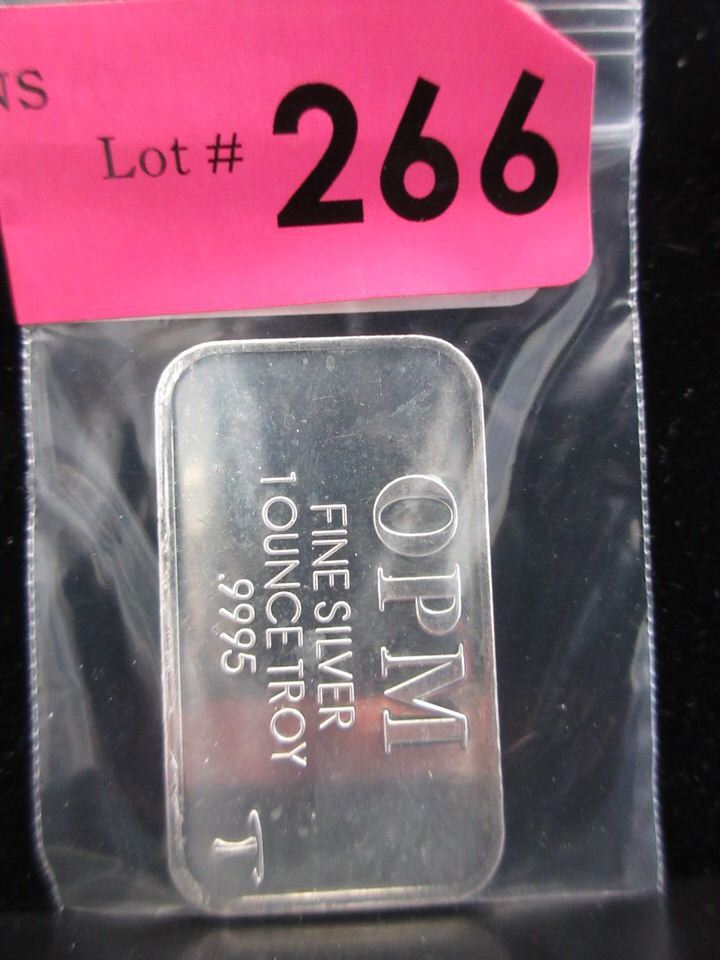 NS
Lot # 266
OPM
FINE SILVER
1 OUNCE TROY
.9995
T